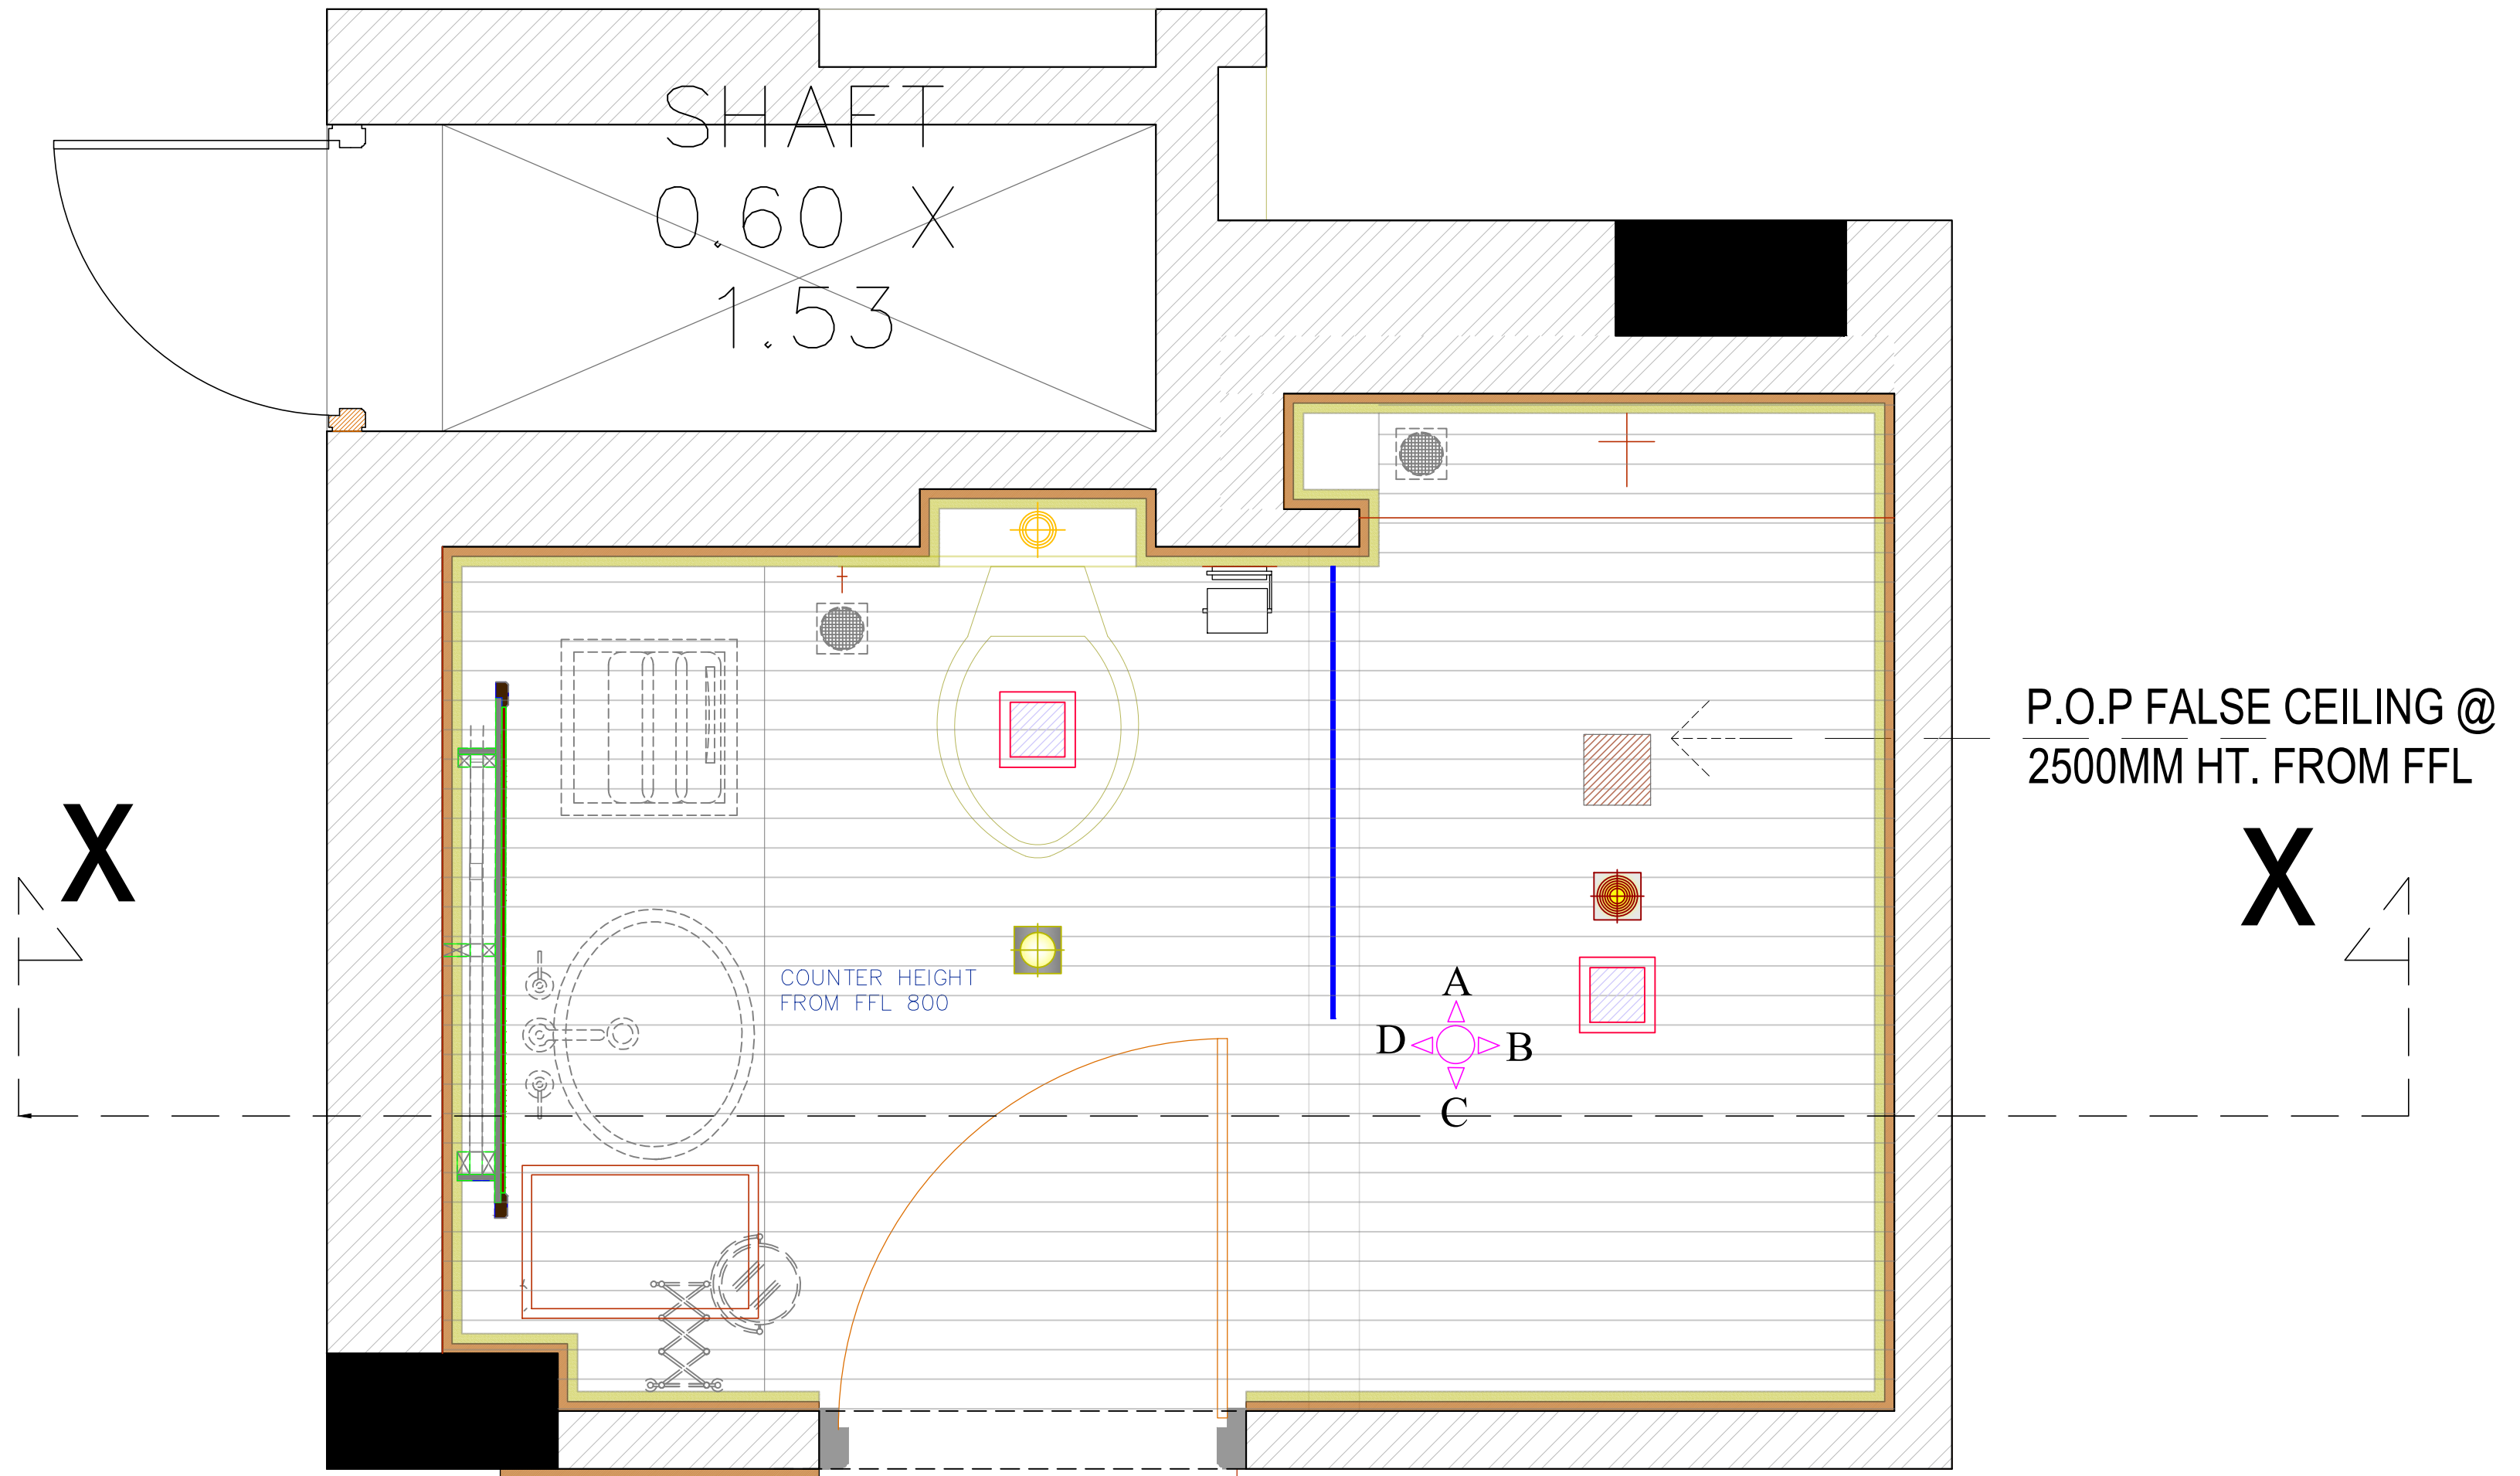 SHAFT
0.60 X
1.53
P.O.P FALSE CEILING @
2500MM HT. FROM FFL
X
X
COUNTER HEIGHT
FROM FFL 800
A
D
B
C